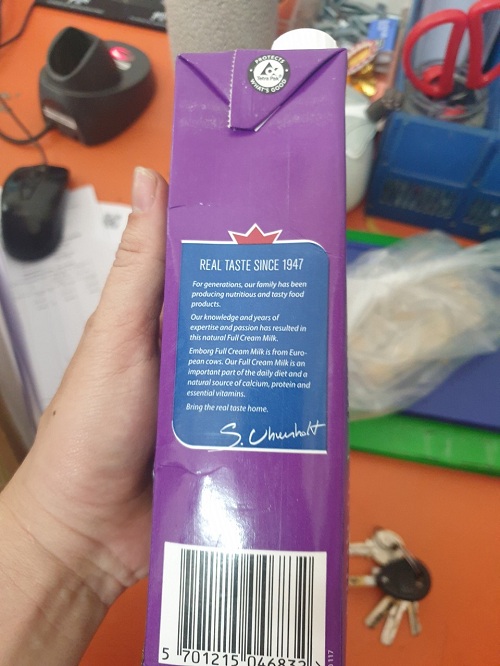 PROTECTS
Tetra Pak
WHAT'S GOOD
REAL TASTE SINCE 1947
For generations, our family has been
producing nutritious and tasty food
products.
Our knowledge and years of
expertise and passion has resulted in
this natural Full Cream Milk.
Emborg Full Cream Milk is from Euro-
pean cows. Our Full Cream Milk is an
important part of the daily diet and a
natural source of calcium, protein and
essential vitamins.
Bring the real taste home.
5 701215 046832 >